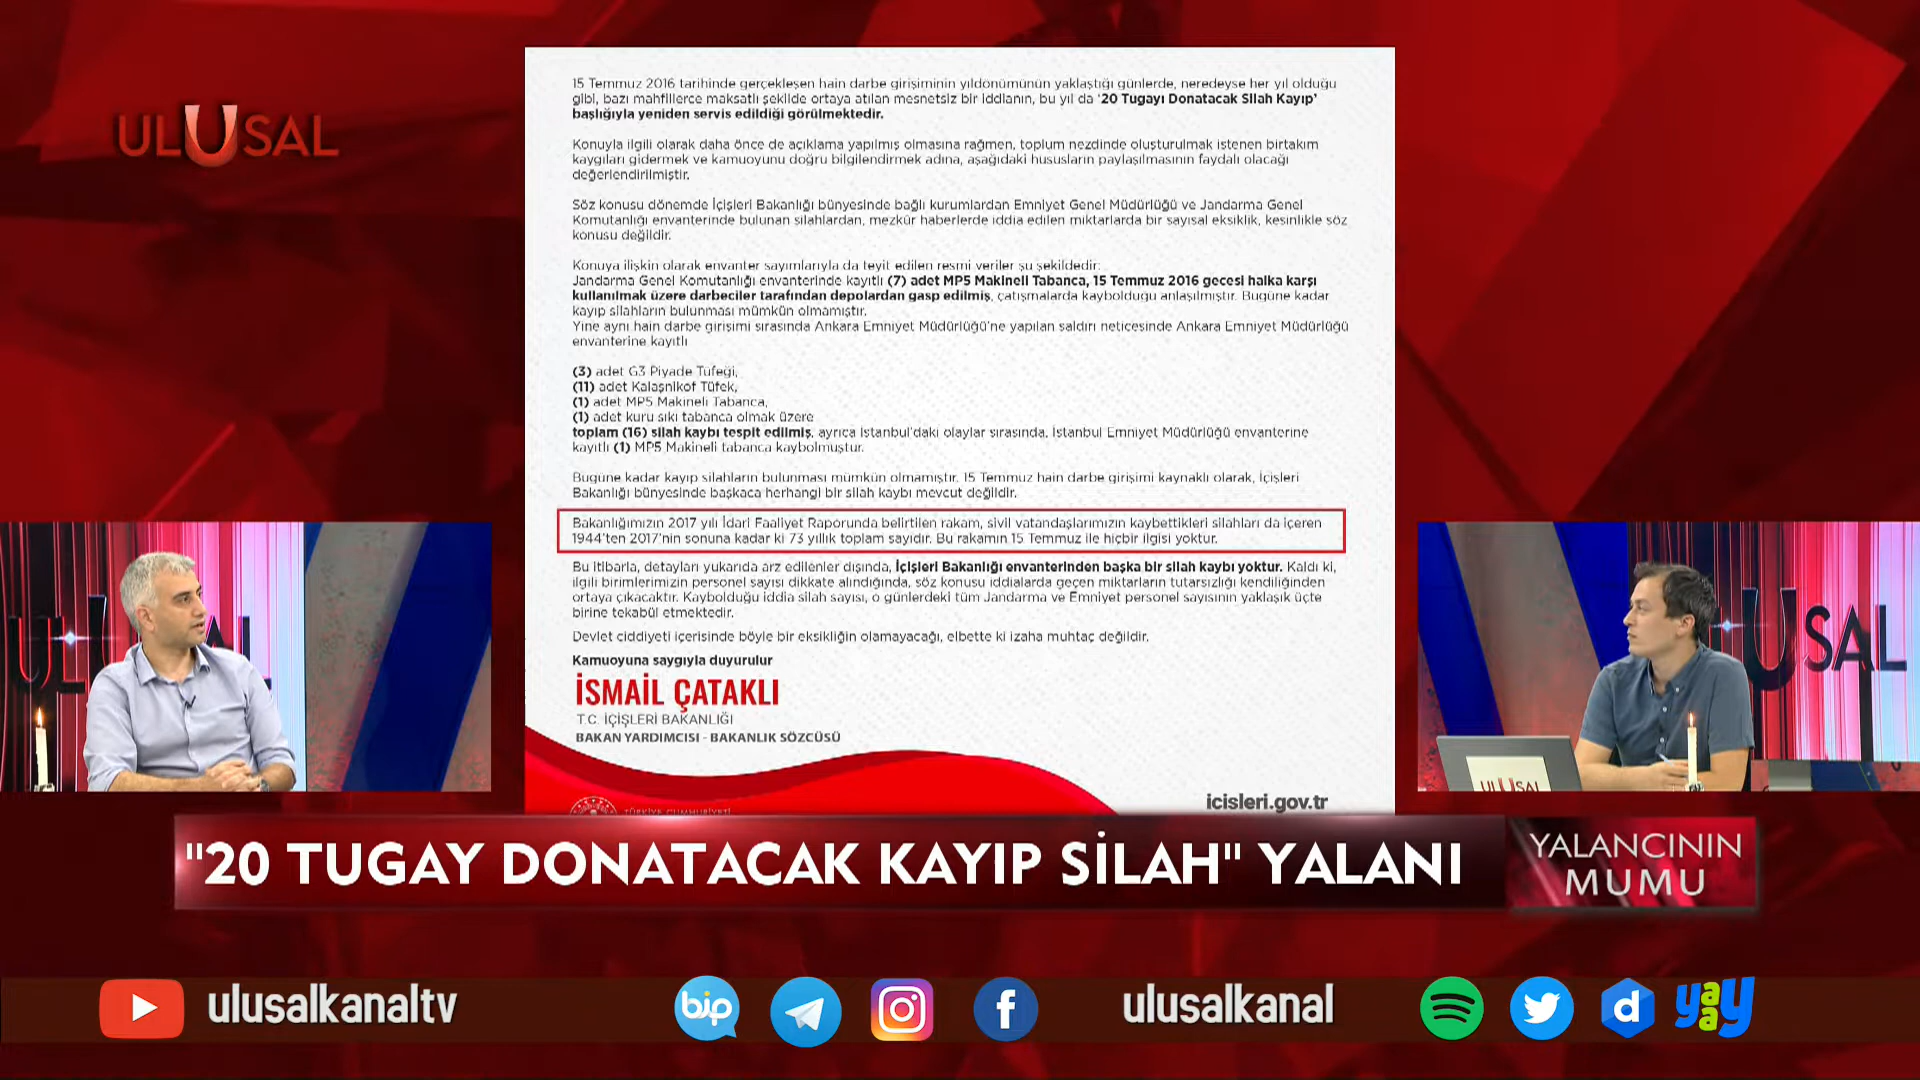 ULUSAL
15 Temmuz 2016 tarihinde gerçekleşen hain darbe girişiminin yıldönümünün yaklaştığı günlerde, neredeyse her yıl olduğu
gibi, bazı mahfillerce maksatlı şekilde ortaya atılan mesnetsiz bir iddianın, bu yıl da '20 Tugayı Donatacak Silah Kayıp'
başlığıyla yeniden servis edildiği görülmektedir.
Konuyla ilgili olarak daha önce de açıklama yapılmış olmasına rağmen, toplum nezdinde oluşturulmak istenen birtakım
kaygıları gidermek ve kamuoyunu doğru bilgilendirmek adına, aşağıdaki hususların paylaşılmasının faydalı olacağı
değerlendirilmiştir.
Söz konusu dönemde İçişleri Bakanlığı bünyesinde bağlı kurumlardan Emniyet Genel Müdürlüğü ve Jandarma Genel
Komutanlığı envanterinde bulunan silahlardan, mezkûr haberlerde iddia edilen miktarlarda bir sayısal eksiklik, kesinlikle söz
konusu değildir.
Konuya ilişkin olarak envanter sayımlarıyla da teyit edilen resmi veriler şu şekildedir:
Jandarma Genel Komutanlığı envanterinde kayıtlı (7) adet MP5 Makineli Tabanca, 15 Temmuz 2016 gecesi halka karşı
kullanılmak üzere darbeciler tarafından depolardan gasp edilmiş, çatışmalarda kaybolduğu anlaşılmıştır. Bugüne kadar
kayıp silahların bulunması mümkün olmamıştır.
Yine aynı hain darbe girişimi sırasında Ankara Emniyet Müdürlüğü'ne yapılan saldırı neticesinde Ankara Emniyet Müdürlüğü
envanterine kayıtlı
(3) adet G3 Piyade Tüfeği,
(11) adet Kalaşnikof Tüfek,
(1) adet MP5 Makineli Tabanca,
(1) adet kuru sıkı tabanca olmak üzere
toplam (16) silah kaybı tespit edilmiş, ayrıca İstanbul'daki olaylar sırasında, İstanbul Emniyet Müdürlüğü envanterine
kayıtlı (1) MP5 Makineli tabanca kaybolmuştur.
Bugüne kadar kayıp silahların bulunması mümkün olmamıştır. 15 Temmuz hain darbe girişimi kaynaklı olarak, İçişleri
Bakanlığı bünyesinde başkaca herhangi bir silah kaybı mevcut değildir.
Bakanlığımızın 2017 yılı İdari Faaliyet Raporunda belirtilen rakam, sivil vatandaşlarımızın kaybettikleri silahları da içeren
1944'ten 2017'nin sonuna kadar ki 73 yıllık toplam sayıdır. Bu rakamın 15 Temmuz ile hiçbir ilgisi yoktur.
Bu itibarla, detayları yukarıda arz edilenler dışında, İçişleri Bakanlığı envanterinden başka bir silah kaybı yoktur. Kaldı ki,
ilgili birimlerimizin personel sayısı dikkate alındığında, söz konusu iddialarda geçen miktarların tutarsızlığı kendiliğinden
ortaya çıkacaktır. Kaybolduğu iddia silah sayısı, o günlerdeki tüm Jandarma ve Emniyet personel sayısının yaklaşık üçte
birine tekabül etmektedir.
Devlet ciddiyeti içerisinde böyle bir eksikliğin olamayacağı, elbette ki izaha muhtaç değildir.
Kamuoyuna saygıyla duyurulur
İSMAİL ÇATAKLI
T.C. İÇİŞLERİ BAKANLIĞI
BAKAN YARDIMCISI - BAKANLIK SÖZCÜSÜ
TÜRKİYE CUMHURİYETİ
icisleri.gov.tr
USAL
ULUSAL
"20 TUGAY DONATACAK KAYIP SİLAH" YALANI
YALANCININ
MUMU
ulusalkanaltv
bip
ulusalkanal
d
yaay